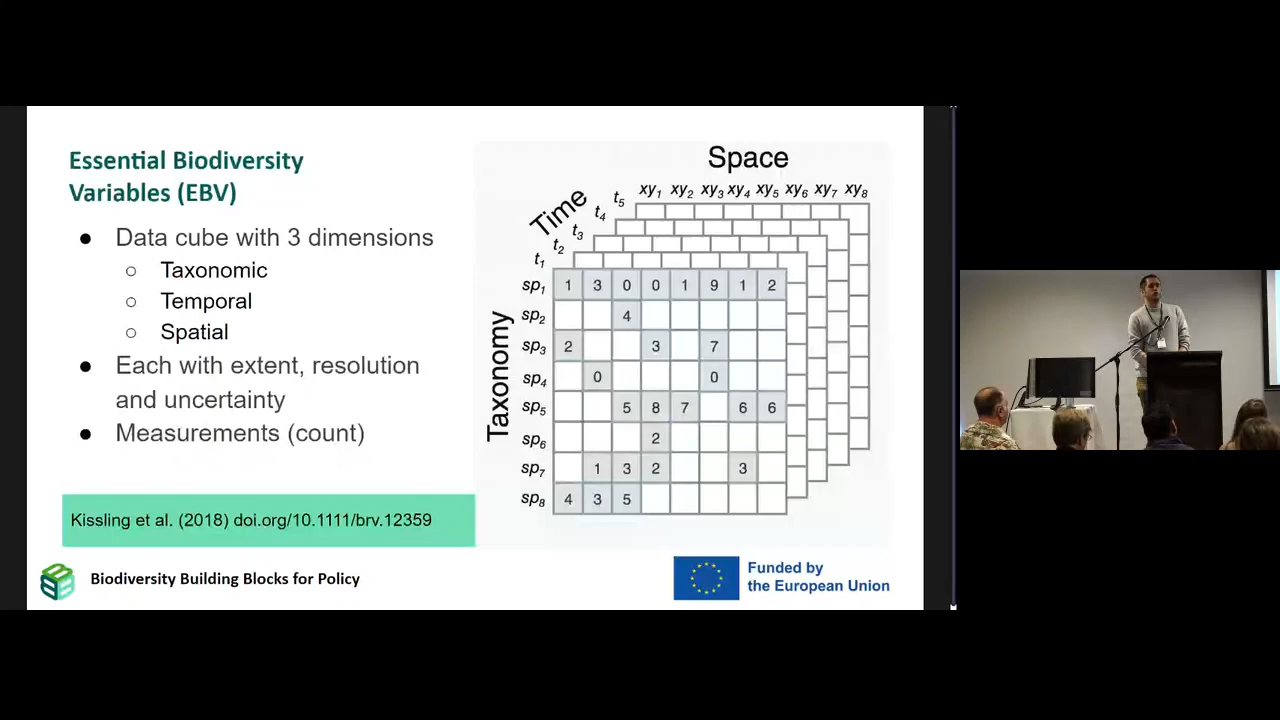 Essential Biodiversity
Variables (EBV)
● Data cube with 3 dimensions
○ Taxonomic
○ Temporal
○ Spatial
● Each with extent, resolution
and uncertainty
● Measurements (count)
Kissling et al. (2018) doi.org/10.1111/brv.12359
Space
xy1 xy2 xy3 xy4 xy5 xy6 xy7 xy8
Time
t5
t4
t3
t2
t1
Taxonomy
sp1 1 3 0 0 1 9 1 2
sp2 4
sp3 2 3 7
sp4 0 0
sp5 5 8 7 6 6
sp6 2
sp7 1 3 2 3
sp8 4 3 5
Biodiversity Building Blocks for Policy
Funded by
the European Union